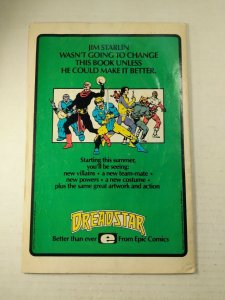 JIM STARLIN
WASN'T GOING TO CHANGE
THIS BOOK UNLESS
HE COULD MAKE IT BETTER.
Starting this summer,
you'll be seeing:
new villains • a new team-mate •
new powers • a new costume •
plus the same great artwork and action
DREADSTAR
Better than ever e From Epic Comics